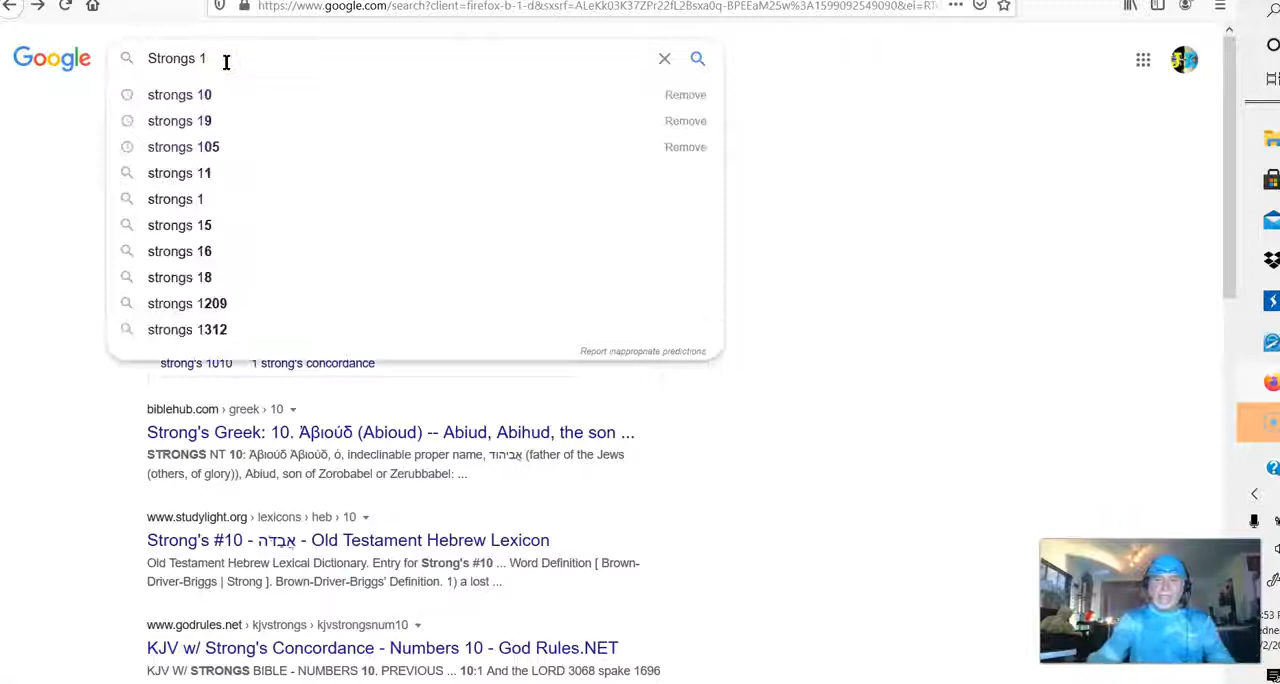 https://www.google.com/search?client=firefox-b-1-d&sxsrf=ALeKk03K37ZPr22fL2Bsxa0q-BPEEaM25w%3A1599092549090&ei=RT
Google
Strongs 1
strongs 10 Remove
strongs 19 Remove
strongs 105 Remove
strongs 11
strongs 1
strongs 15
strongs 16
strongs 18
strongs 1209
strongs 1312
Report inappropriate predictions
strong's 1010 1 strong's concordance
biblehub.com › greek › 10
Strong's Greek: 10. Ἀβιούδ (Abioud) -- Abiud, Abihud, the son ...
STRONGS NT 10: Ἀβιούδ Ἀβιούδ, ὁ, indeclinable proper name, אֲבִיהוּד (father of the Jews
(others, of glory)), Abiud, son of Zorobabel or Zerubbabel: ...
www.studylight.org › lexicons › heb › 10
Strong's #10 - אֲבַדֹּה - Old Testament Hebrew Lexicon
Old Testament Hebrew Lexical Dictionary. Entry for Strong's #10 ... Word Definition [ Brown-
Driver-Briggs | Strong ]. Brown-Driver-Briggs' Definition. 1) a lost ...
www.godrules.net › kjvstrongs › kjvstrongsnum10
KJV w/ Strong's Concordance - Numbers 10 - God Rules.NET
KJV W/ STRONGS BIBLE - NUMBERS 10. PREVIOUS ... 10:1 And the LORD 3068 spake 1696
:53 P
edne
/2/20